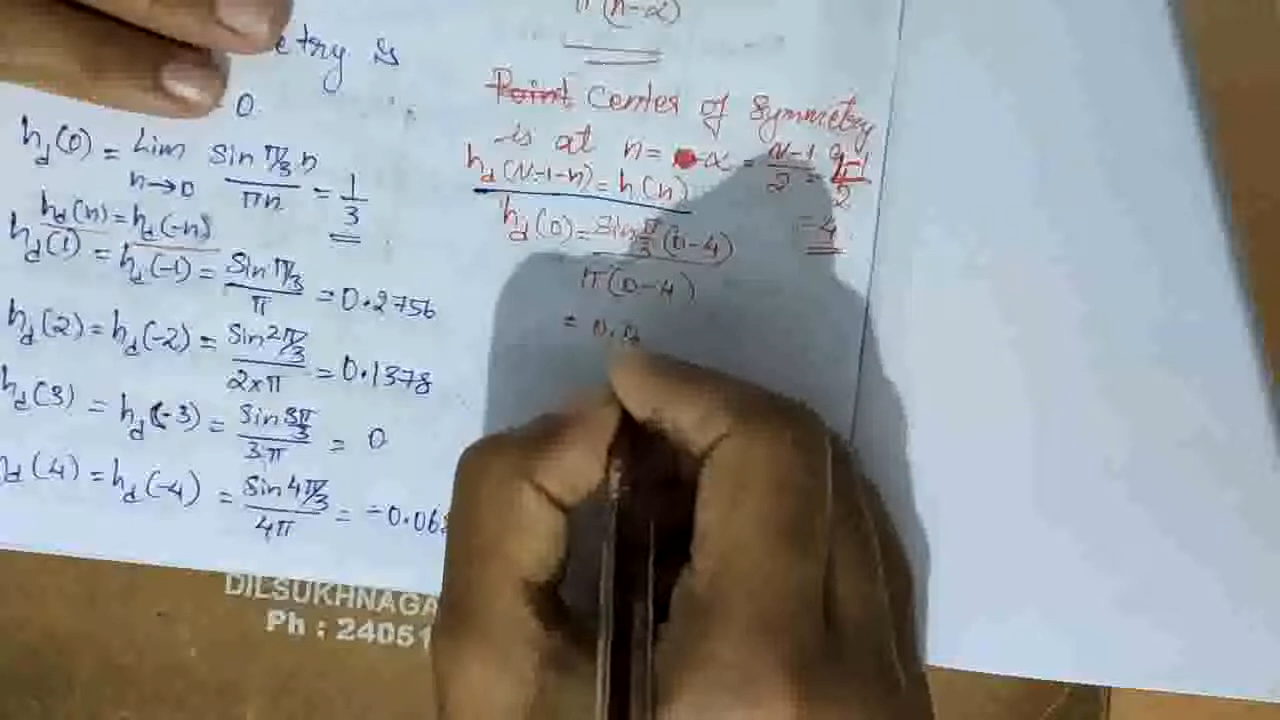 etry is
0
hd(0) = Lim n→0 Sin π/3 n / πn = 1/3
hd(n) = hd(-n)
hd(1) = hd(-1) = Sin π/3 / π = 0.2756
hd(2) = hd(-2) = Sin 2π/3 / 2×π = 0.1378
hd(3) = hd(-3) = Sin 3π/3 / 3π = 0
d(4) = hd(-4) = Sin 4π/3 / 4π = -0.06
π(n-α)
Point Center of Symmetry
is at n = α = N-1/2 = 9-1/2
= 4
hd(N-1-n) = h(n)
hd(0) = Sin π/3 (0-4) / π(0-4)
= 0.
DILSUKHNAGA
Ph : 24051